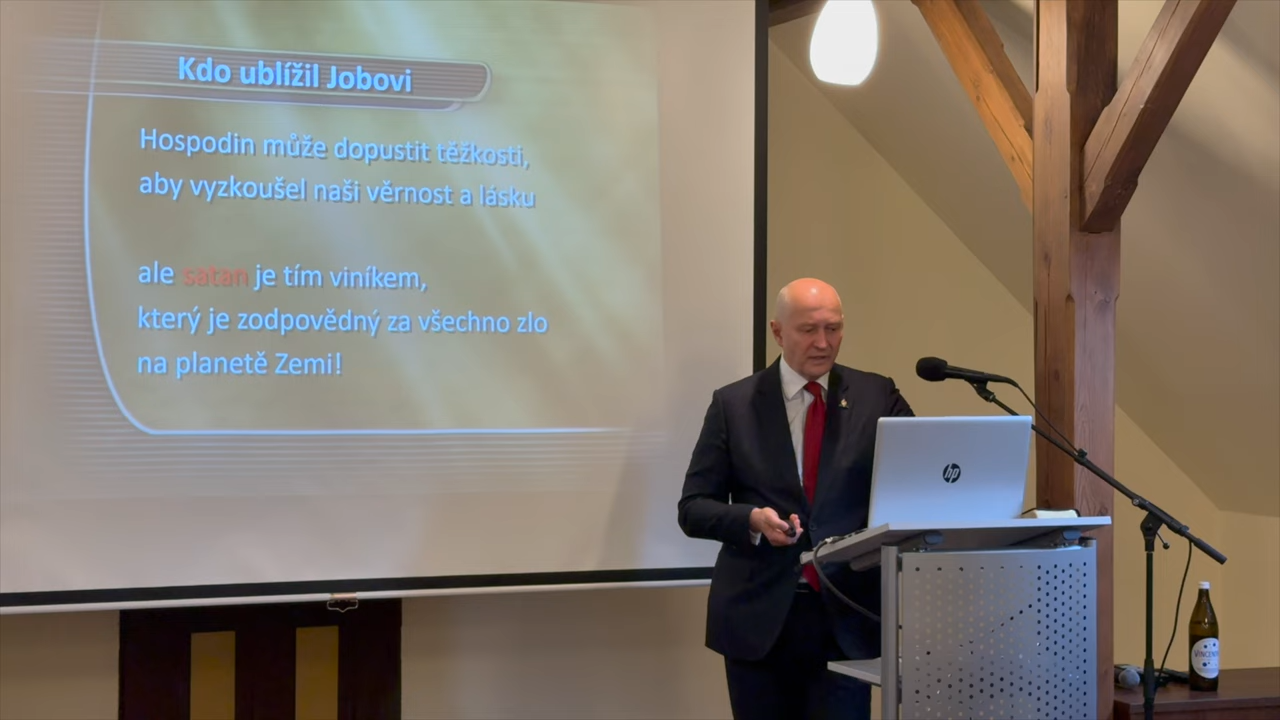 Kdo ublížil Jobovi
Hospodin může dopustit těžkosti,
aby vyzkoušel naši věrnost a lásku
ale satan je tím viníkem,
který je zodpovědný za všechno zlo
na planetě Zemi!
hp
VINCENTKA